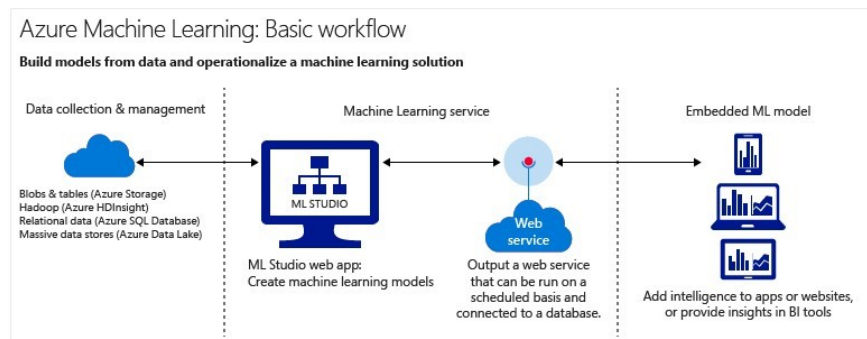 Azure Machine Learning: Basic workflow
Build models from data and operationalize a machine learning solution
Data collection & management
Machine Learning service
Embedded ML model
ML STUDIO
Blobs & tables (Azure Storage)
Hadoop (Azure HDInsight)
Relational data (Azure SQL Database)
Massive data stores (Azure Data Lake)
Web
service
ML Studio web app:
Create machine learning models
Output a web service
that can be run on a
scheduled basis and
connected to a database.
Add intelligence to apps or websites,
or provide insights in BI tools